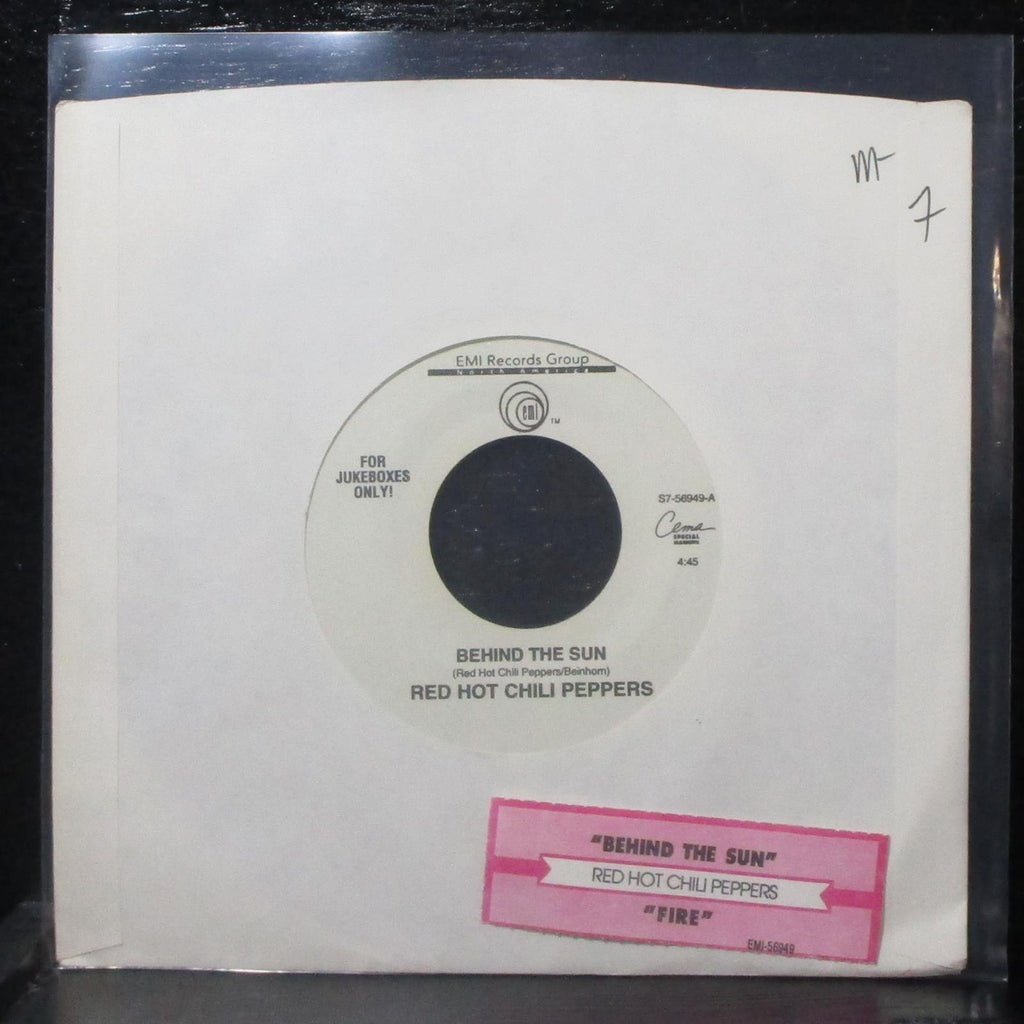 M-
7
EMI Records Group
North America
emi TM
FOR
JUKEBOXES
ONLY!
S7-56949-A
Cema
SPECIAL
MARKETS
4:45
BEHIND THE SUN
(Red Hot Chili Peppers/Beinhorn)
RED HOT CHILI PEPPERS
"BEHIND THE SUN"
RED HOT CHILI PEPPERS
"FIRE"
EMI-56949